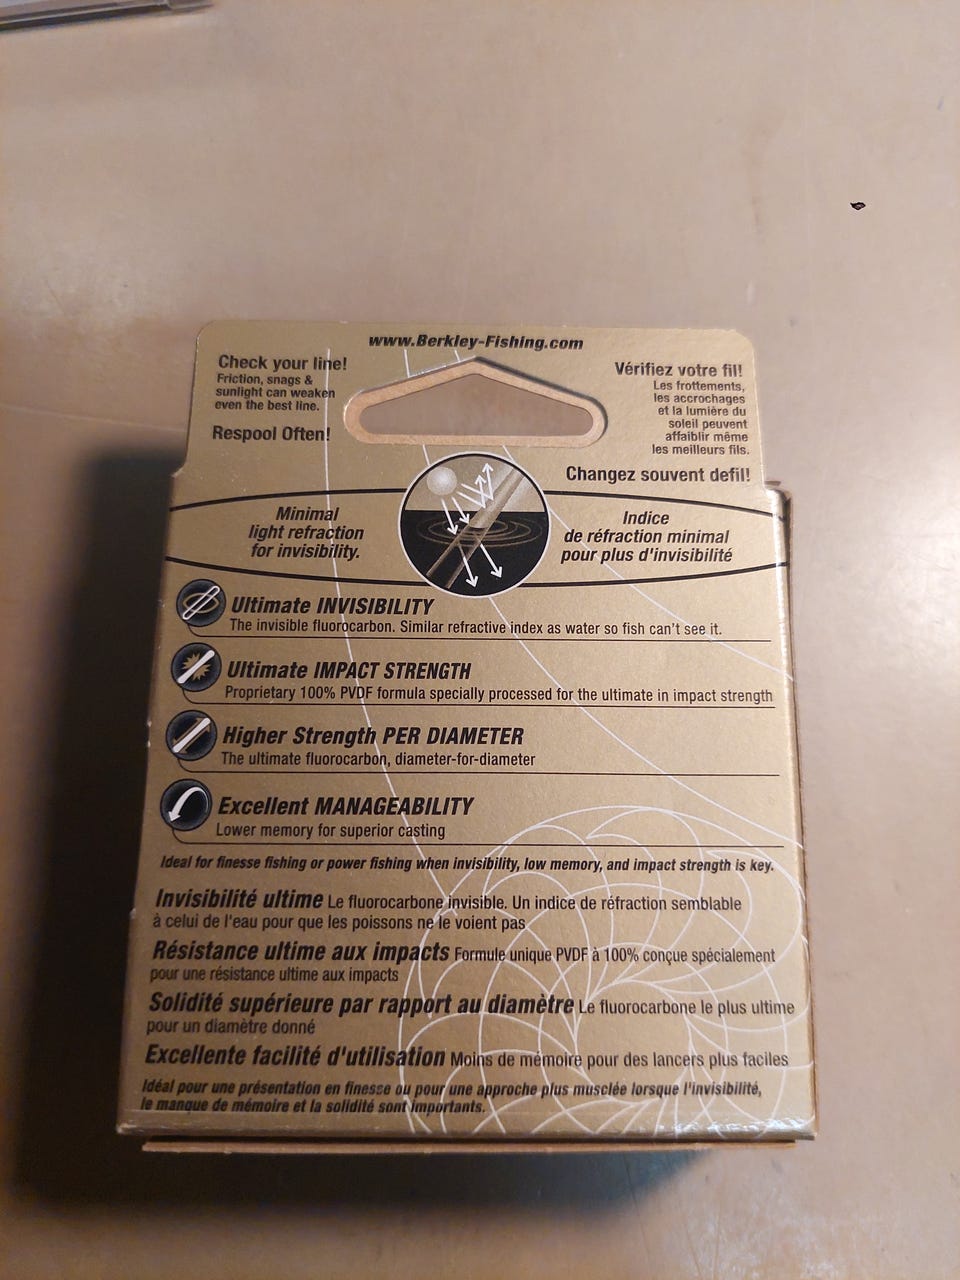 www.Berkley-Fishing.com
Check your line!
Friction, snags &
sunlight can weaken
even the best line.
Respool Often!
Vérifiez votre fil!
Les frottements,
les accrochages
et la lumière du
soleil peuvent
affaiblir même
les meilleurs fils.
Changez souvent defil!
Minimal
light refraction
for invisibility.
Indice
de réfraction minimal
pour plus d'invisibilité
Ultimate INVISIBILITY
The invisible fluorocarbon. Similar refractive index as water so fish can't see it.
Ultimate IMPACT STRENGTH
Proprietary 100% PVDF formula specially processed for the ultimate in impact strength
Higher Strength PER DIAMETER
The ultimate fluorocarbon, diameter-for-diameter
Excellent MANAGEABILITY
Lower memory for superior casting
Ideal for finesse fishing or power fishing when invisibility, low memory, and impact strength is key.
Invisibilité ultime Le fluorocarbone invisible. Un indice de réfraction semblable
à celui de l'eau pour que les poissons ne le voient pas
Résistance ultime aux impacts Formule unique PVDF à 100% conçue spécialement
pour une résistance ultime aux impacts
Solidité supérieure par rapport au diamètre Le fluorocarbone le plus ultime
pour un diamètre donné
Excellente facilité d'utilisation Moins de mémoire pour des lancers plus faciles
Idéal pour une présentation en finesse ou pour une approche plus musclée lorsque l'invisibilité,
le manque de mémoire et la solidité sont importants.